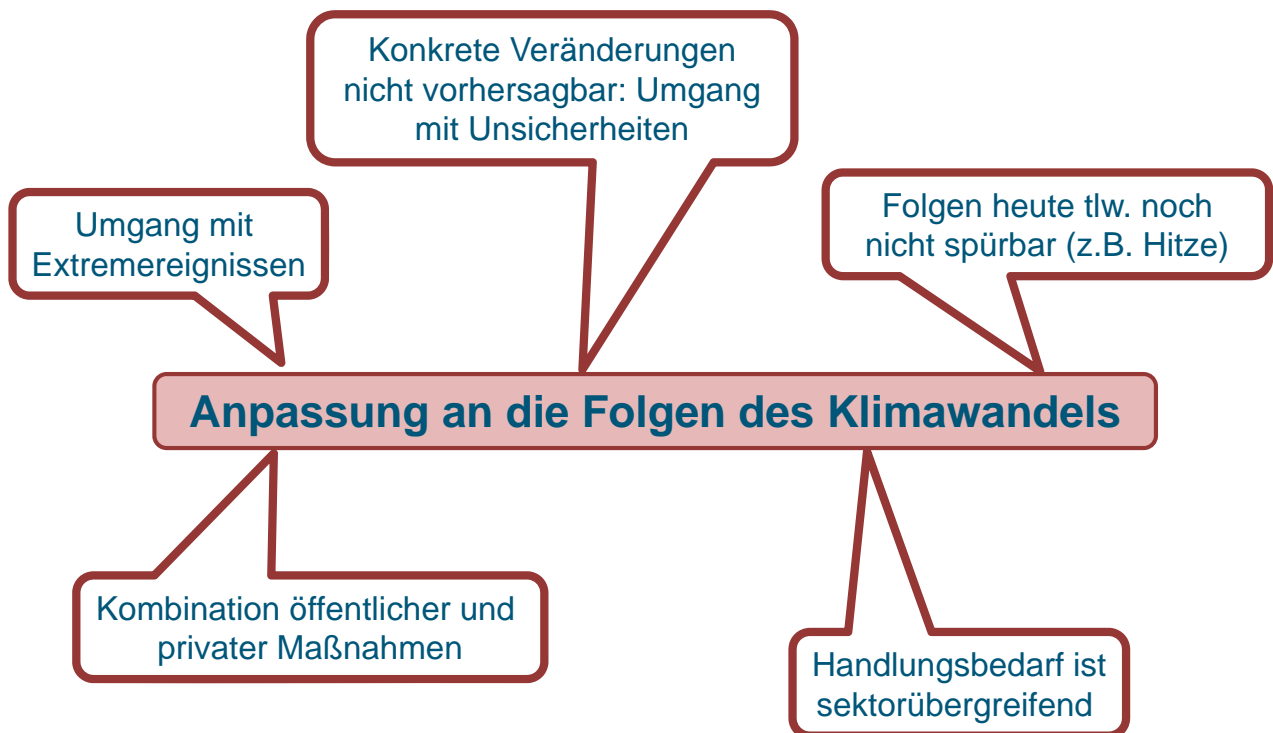 Konkrete Veränderungen
nicht vorhersagbar: Umgang
mit Unsicherheiten
Umgang mit
Extremereignissen
Folgen heute tlw. noch
nicht spürbar (z.B. Hitze)
Anpassung an die Folgen des Klimawandels
Kombination öffentlicher und
privater Maßnahmen
Handlungsbedarf ist
sektorübergreifend